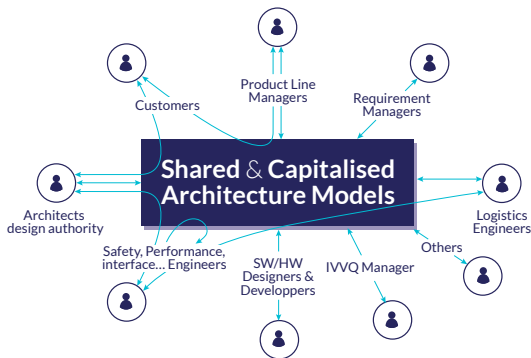 Customers
Product Line
Managers
Requirement
Managers
Shared & Capitalised
Architecture Models
Architects
design authority
Logistics
Engineers
Safety, Performance,
interface... Engineers
SW/HW
Designers &
Developpers
IVVQ Manager
Others